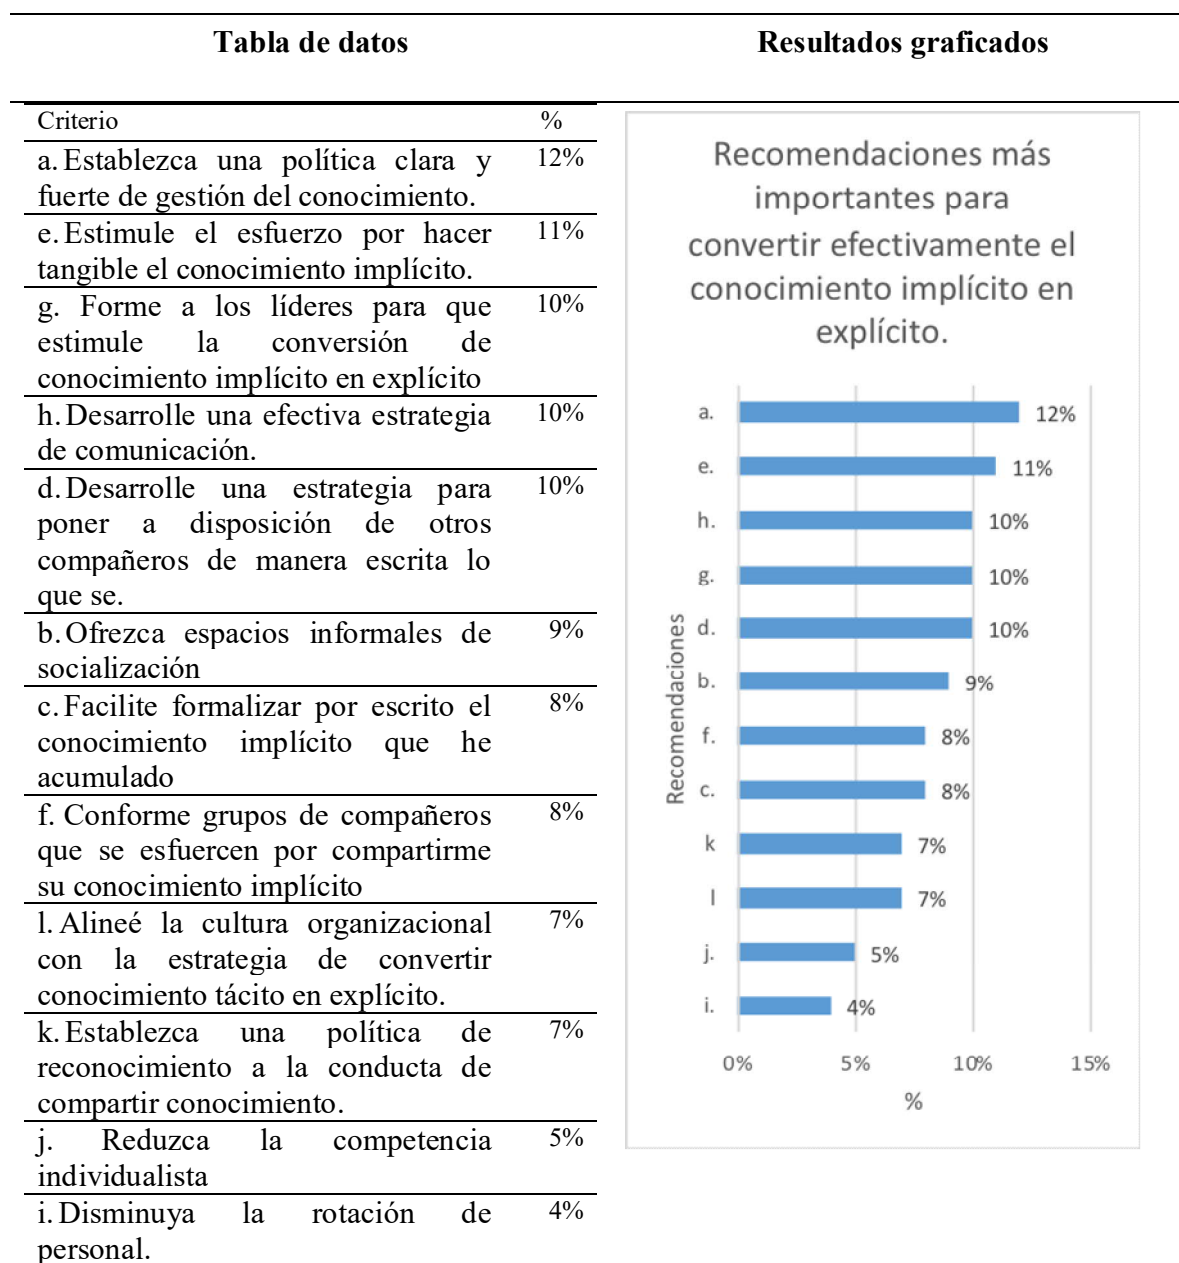 Tabla de datos
Resultados graficados
Criterio %
a. Establezca una política clara y 12%
fuerte de gestión del conocimiento.
e. Estimule el esfuerzo por hacer 11%
tangible el conocimiento implícito.
g. Forme a los líderes para que 10%
estimule la conversión de
conocimiento implícito en explícito
h. Desarrolle una efectiva estrategia 10%
de comunicación.
d. Desarrolle una estrategia para 10%
poner a disposición de otros
compañeros de manera escrita lo
que se.
b. Ofrezca espacios informales de 9%
socialización
c. Facilite formalizar por escrito el 8%
conocimiento implícito que he
acumulado
f. Conforme grupos de compañeros 8%
que se esfuercen por compartirme
su conocimiento implícito
l. Alineé la cultura organizacional 7%
con la estrategia de convertir
conocimiento tácito en explícito.
k. Establezca una política de 7%
reconocimiento a la conducta de
compartir conocimiento.
j. Reduzca la competencia 5%
individualista
i. Disminuya la rotación de 4%
personal.
Recomendaciones más
importantes para
convertir efectivamente el
conocimiento implícito en
explícito.
Recomendaciones
a. 12%
e. 11%
h. 10%
g. 10%
d. 10%
b. 9%
f. 8%
c. 8%
k 7%
l 7%
j. 5%
i. 4%
0% 5% 10% 15%
%